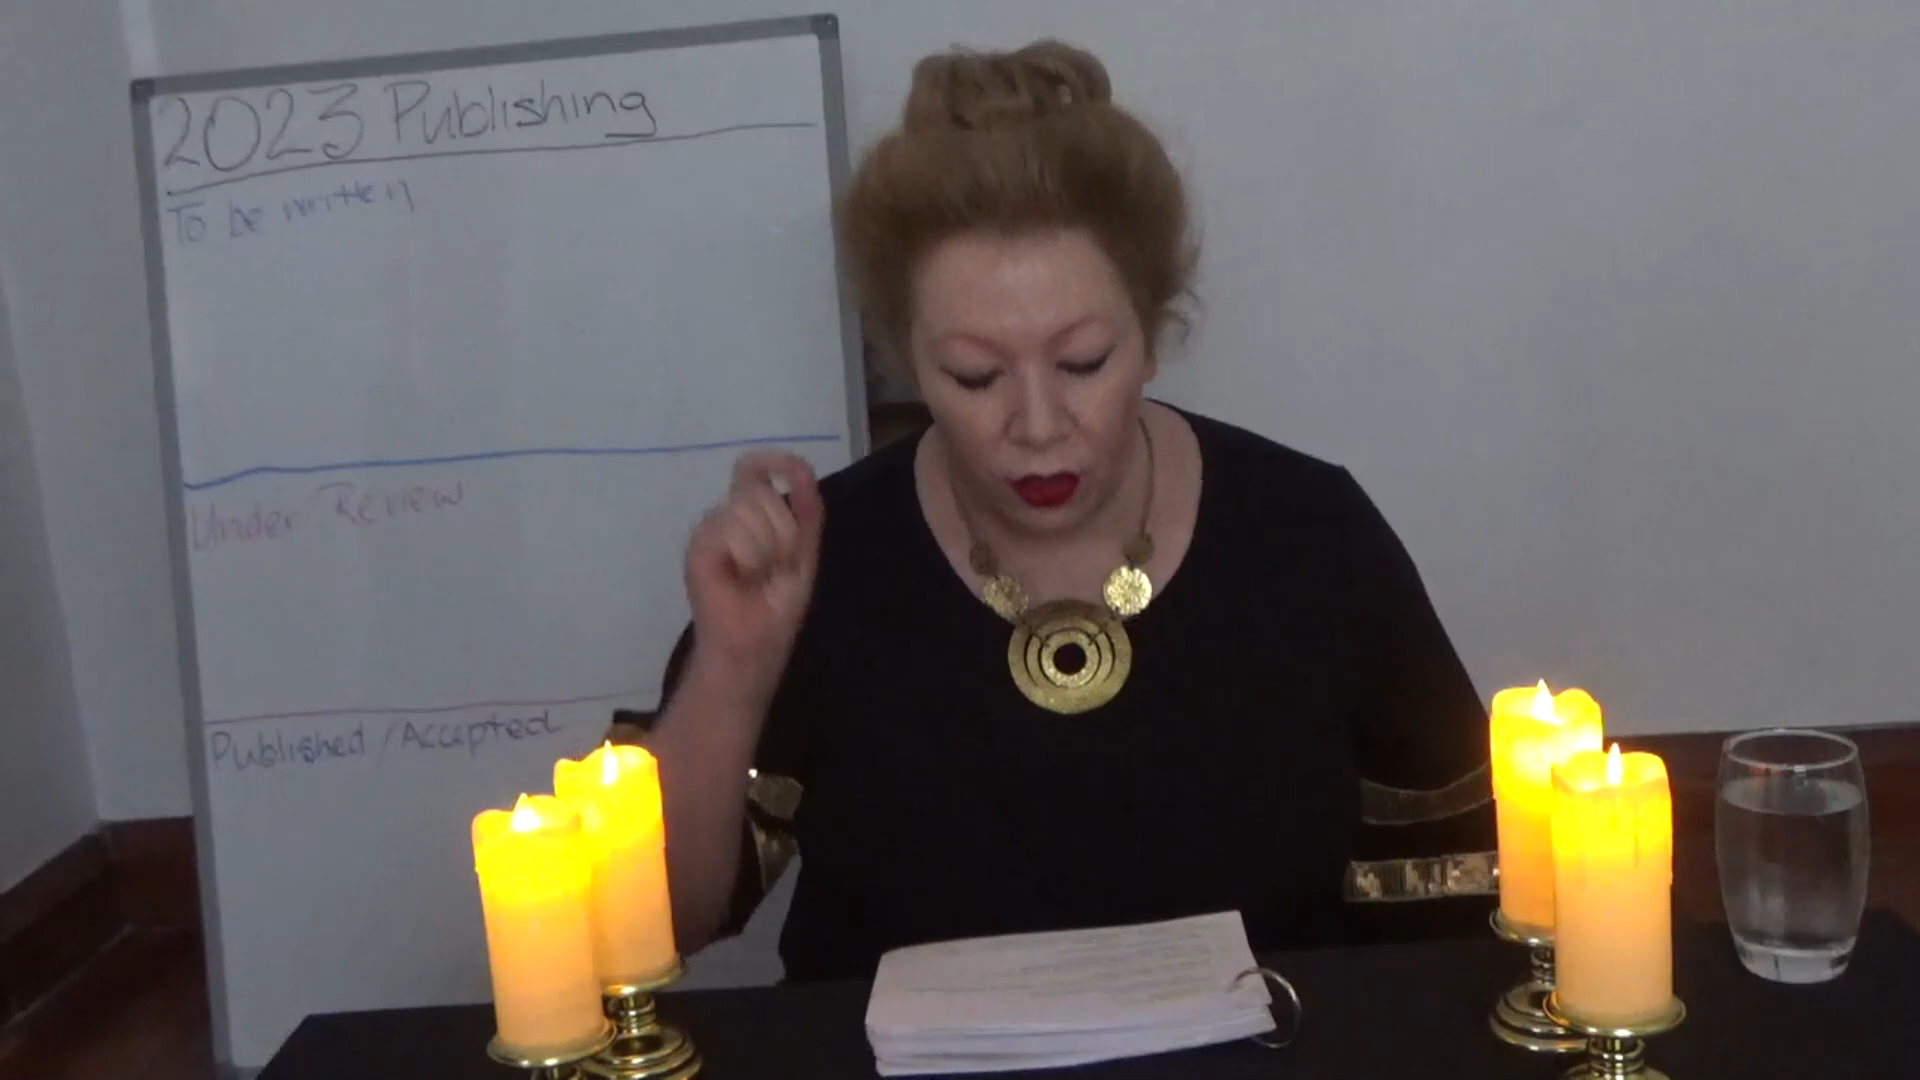 2023 Publishing
To be written
Under Review
Published/Accepted